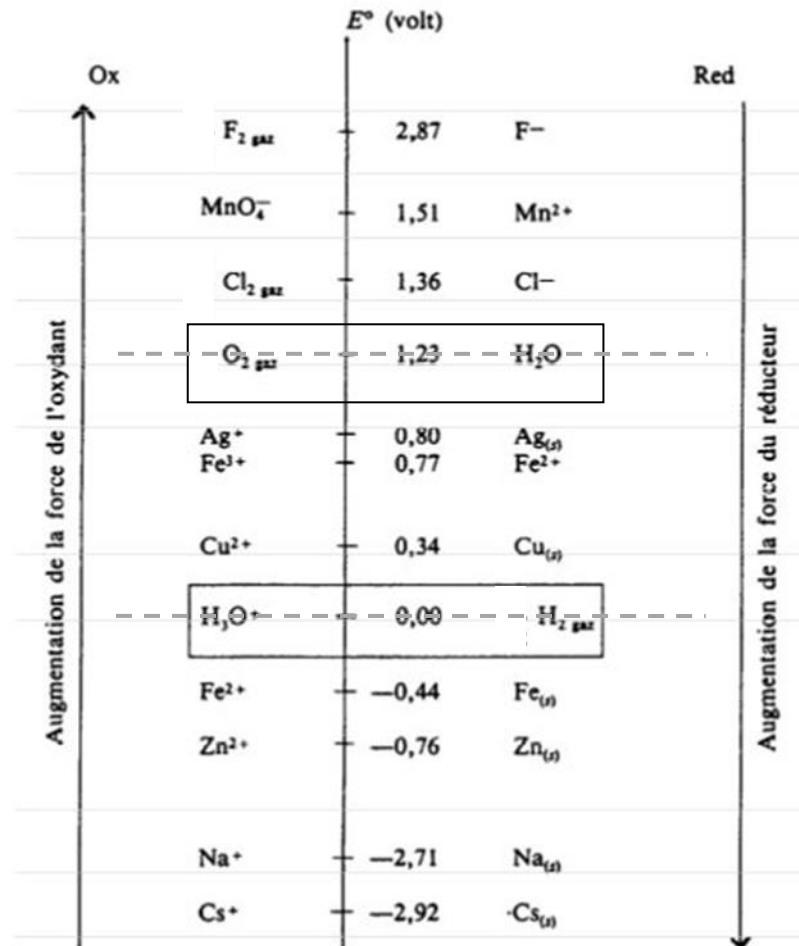 E° (volt)
Ox Red
F₂ gaz 2,87 F−
MnO₄⁻ 1,51 Mn²⁺
Cl₂ gaz 1,36 Cl−
O₂ gaz 1,23 H₂O
Ag⁺ 0,80 Ag(s)
Fe³⁺ 0,77 Fe²⁺
Cu²⁺ 0,34 Cu(s)
H₃O⁺ 0,00 H₂ gaz
Fe²⁺ —0,44 Fe(s)
Zn²⁺ —0,76 Zn(s)
Na⁺ —2,71 Na(s)
Cs⁺ —2,92 Cs(s)
Augmentation de la force de l'oxydant
Augmentation de la force du réducteur